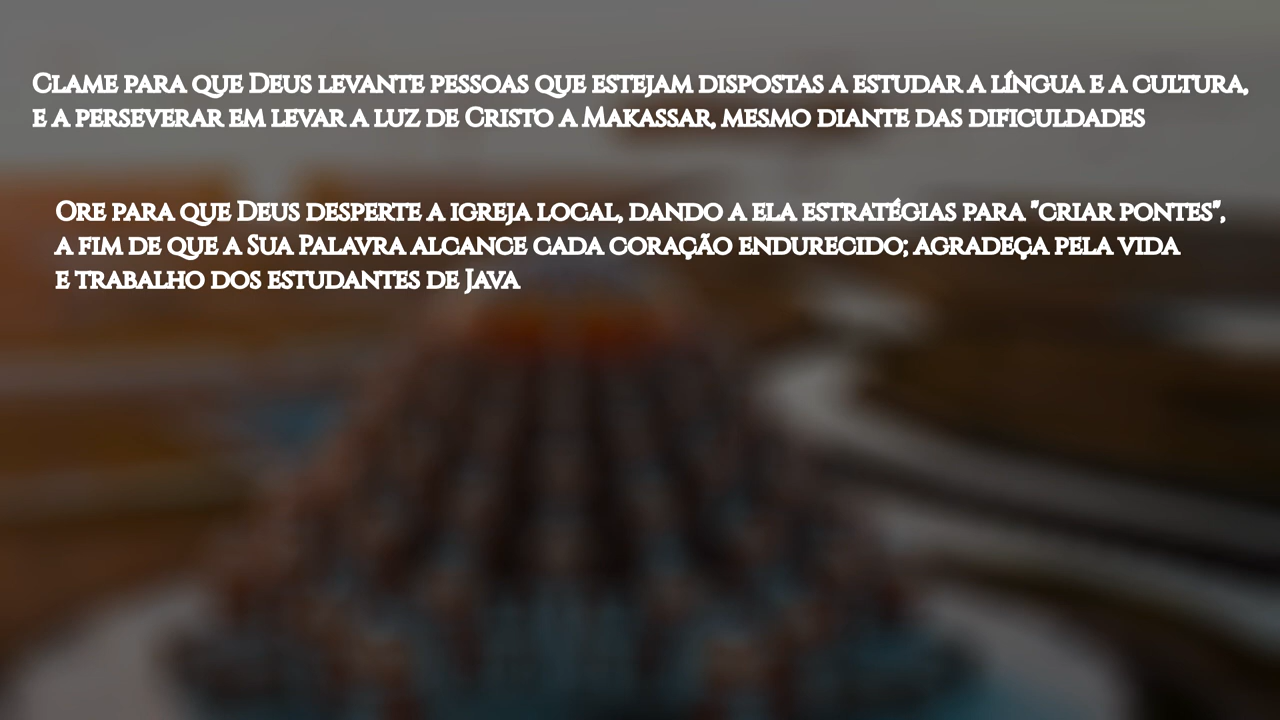 Clame para que Deus levante pessoas que estejam dispostas a estudar a língua e a cultura,
e a perseverar em levar a luz de Cristo a Makassar, mesmo diante das dificuldades
Ore para que Deus desperte a igreja local, dando a ela estratégias para "criar pontes",
a fim de que a Sua Palavra alcance cada coração endurecido; agradeça pela vida
e trabalho dos estudantes de Java